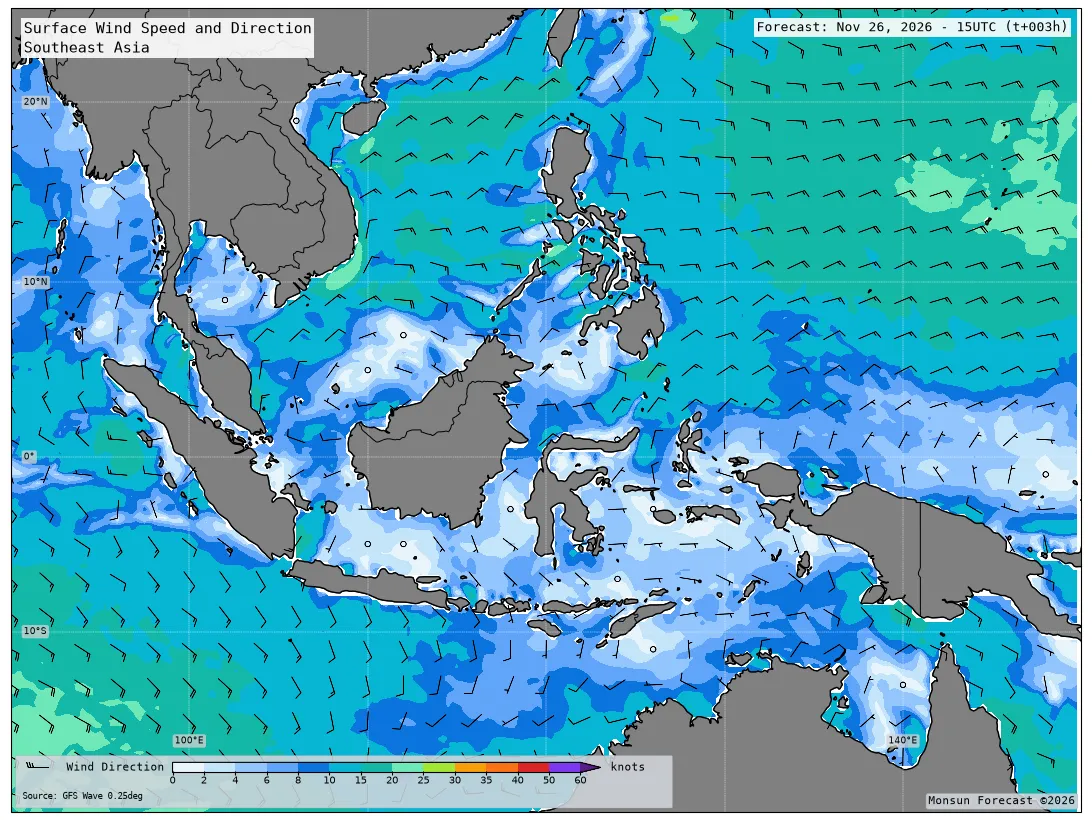 Surface Wind Speed and Direction
Southeast Asia
Forecast: Nov 26, 2026 - 15UTC (t+003h)
20°N
10°N
0°
10°S
100°E
140°E
Wind Direction
0 2 4 6 8 10 15 20 25 30 35 40 50 60
knots
Source: GFS Wave 0.25deg
Monsun Forecast ©2026